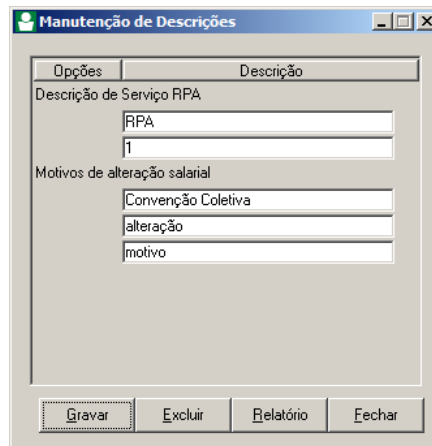 Manutenção de Descrições
Opções Descrição
Descrição de Serviço RPA
RPA
1
Motivos de alteração salarial
Convenção Coletiva
alteração
motivo
Gravar Excluir Relatório Fechar